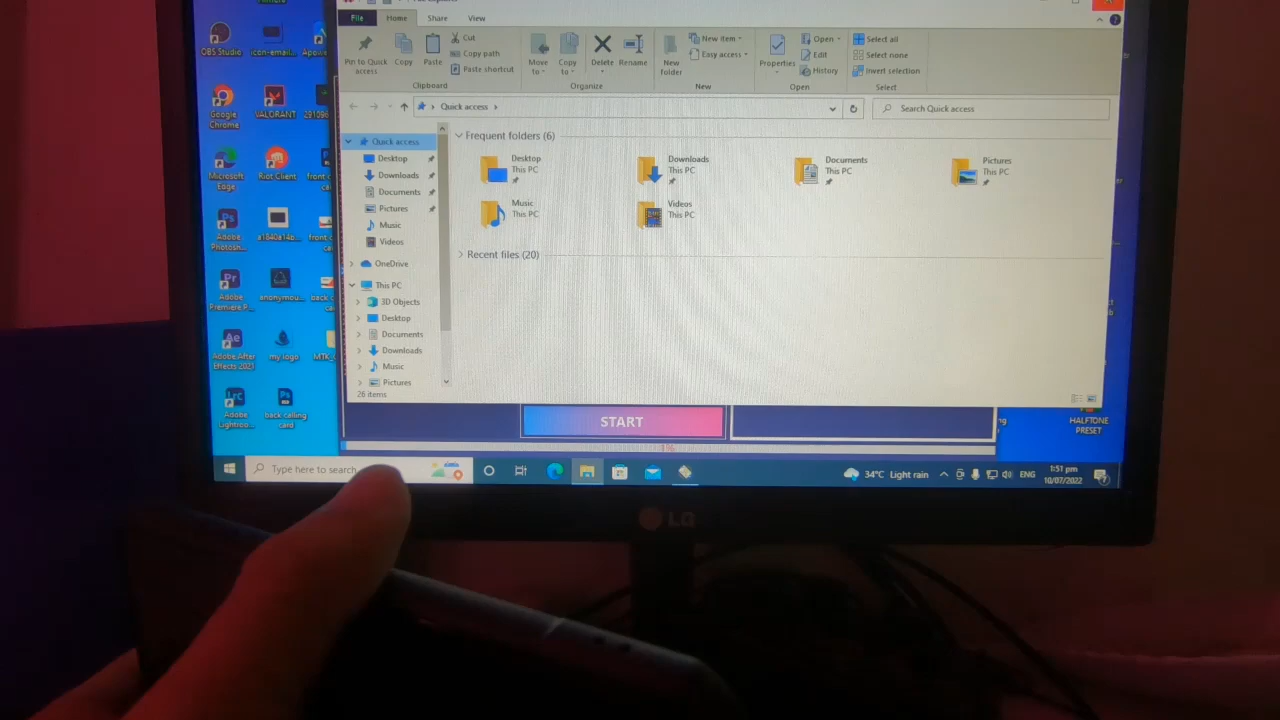 File Home Share View
Pin to Quick access
Copy
Paste
Cut
Copy path
Paste shortcut
Clipboard
Move to
Copy to
Delete
Rename
Organize
New folder
New item
Easy access
New
Properties
Open
Edit
History
Open
Select all
Select none
Invert selection
Select
Quick access
Search Quick access
Quick access
Desktop
Downloads
Documents
Pictures
Music
Videos
OneDrive
This PC
3D Objects
Desktop
Documents
Downloads
Music
Pictures
26 items
Frequent folders (6)
Desktop
This PC
Downloads
This PC
Documents
This PC
Pictures
This PC
Music
This PC
Videos
This PC
Recent files (20)
OBS Studio
icon-email...
Google Chrome
VALORANT
Microsoft Edge
Riot Client
Adobe Photosh...
a1840a14b...
Adobe Premiere P...
anonymou...
Adobe After Effects 2021
my logo
Adobe Lightroo...
back calling card
START
1%
HALFTONE PRESET
Type here to search
34°C Light rain
ENG
1:51 pm
10/07/2022
LG